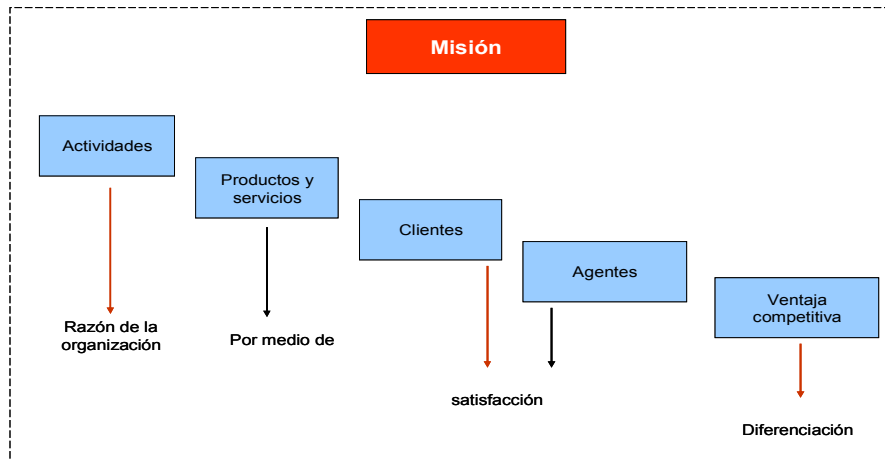 Misión
Actividades
Productos y
servicios
Clientes
Agentes
Ventaja
competitiva
Razón de la
organización
Por medio de
satisfacción
Diferenciación